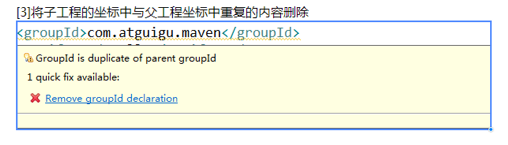 [3]将子工程的坐标中与父工程坐标中重复的内容删除
<groupId>com.atguigu.maven</groupId>
GroupId is duplicate of parent groupId
1 quick fix available:
Remove groupId declaration